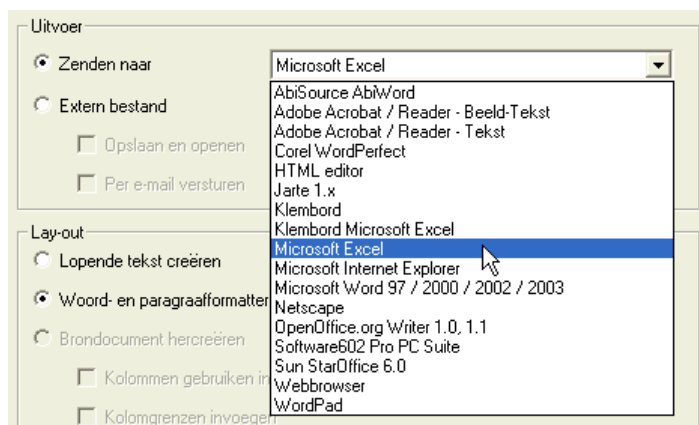 Uitvoer
Zenden naar
Microsoft Excel
Extern bestand
Opslaan en openen
Per e-mail versturen
AbiSource AbiWord
Adobe Acrobat / Reader - Beeld-Tekst
Adobe Acrobat / Reader - Tekst
Corel WordPerfect
HTML editor
Jarte 1.x
Klembord
Klembord Microsoft Excel
Microsoft Excel
Microsoft Internet Explorer
Microsoft Word 97 / 2000 / 2002 / 2003
Netscape
OpenOffice.org Writer 1.0, 1.1
Software602 Pro PC Suite
Sun StarOffice 6.0
Webbrowser
WordPad
Lay-out
Lopende tekst creëren
Woord- en paragraafformatter
Brondocument hercreëren
Kolommen gebruiken in
Kolomgrenzen invoegen